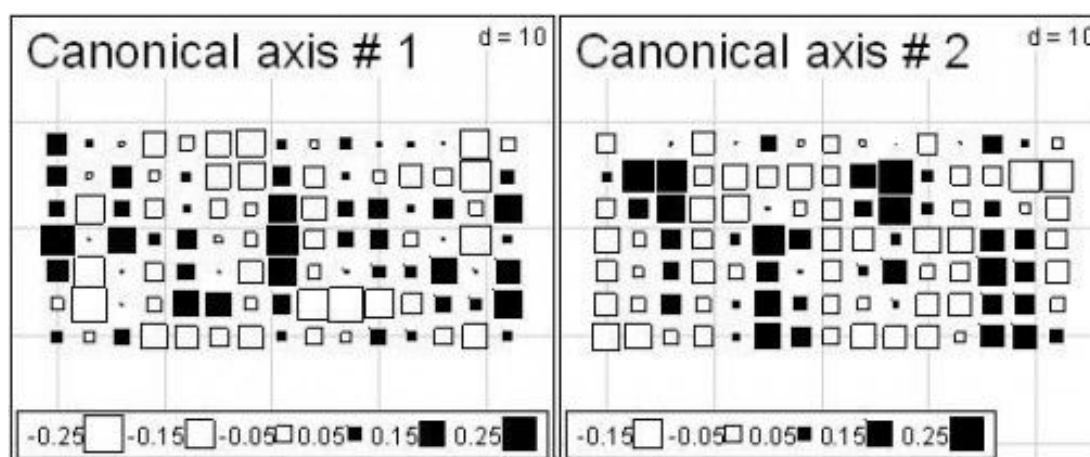 Canonical axis # 1
d = 10
Canonical axis # 2
d = 10
-0.25 -0.15 -0.05 0.05 0.15 0.25
-0.15 -0.05 0.05 0.15 0.25